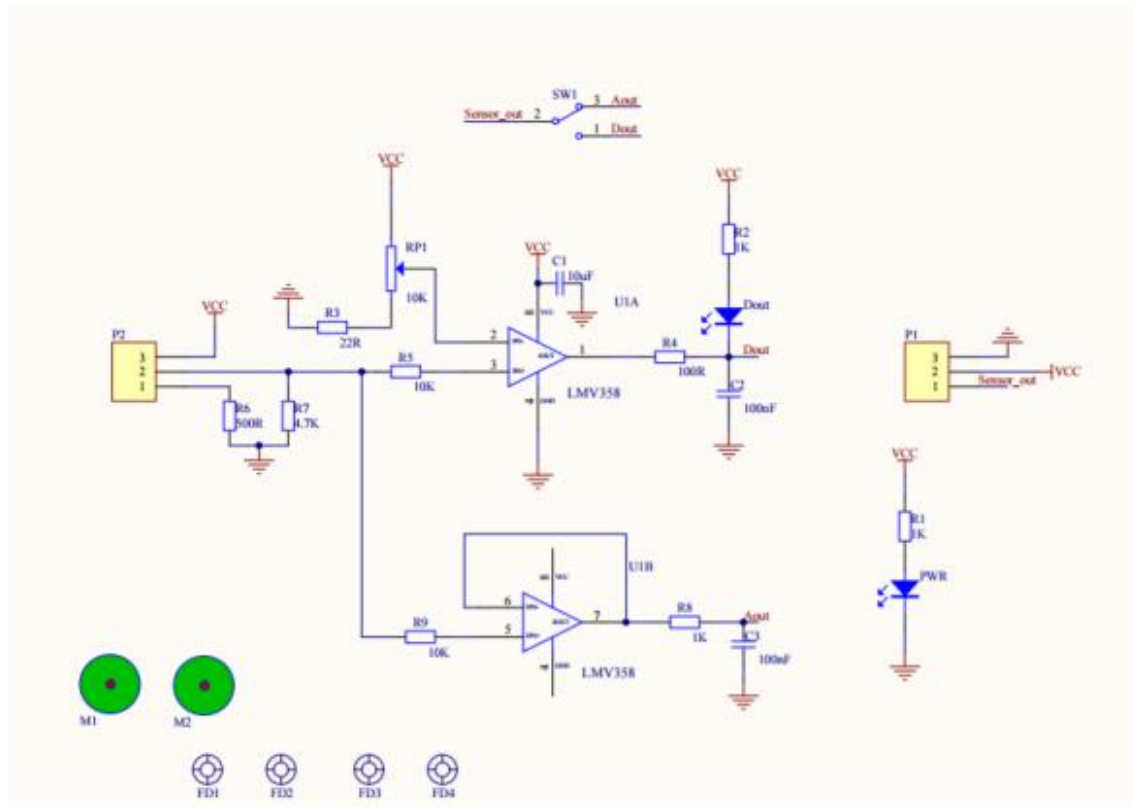 SW1
Sensor_out 2
3 Aout
1 Dout
VCC
VCC
RP1
10K
R2
1K
VCC
C1
10uF
U1A
Dout
VCC
R3
22R
P2
3
2
1
2
3
VCC
1
R4
100R
Dout
P1
3
2
1
VCC
Sensor_out
R5
10K
LMV358
C2
100nF
R6
500R
R7
4.7K
VCC
R1
1K
PWR
U1B
VCC
6
5
7
R8
1K
Aout
C3
100nF
R9
10K
LMV358
M1
M2
FD1
FD2
FD3
FD4